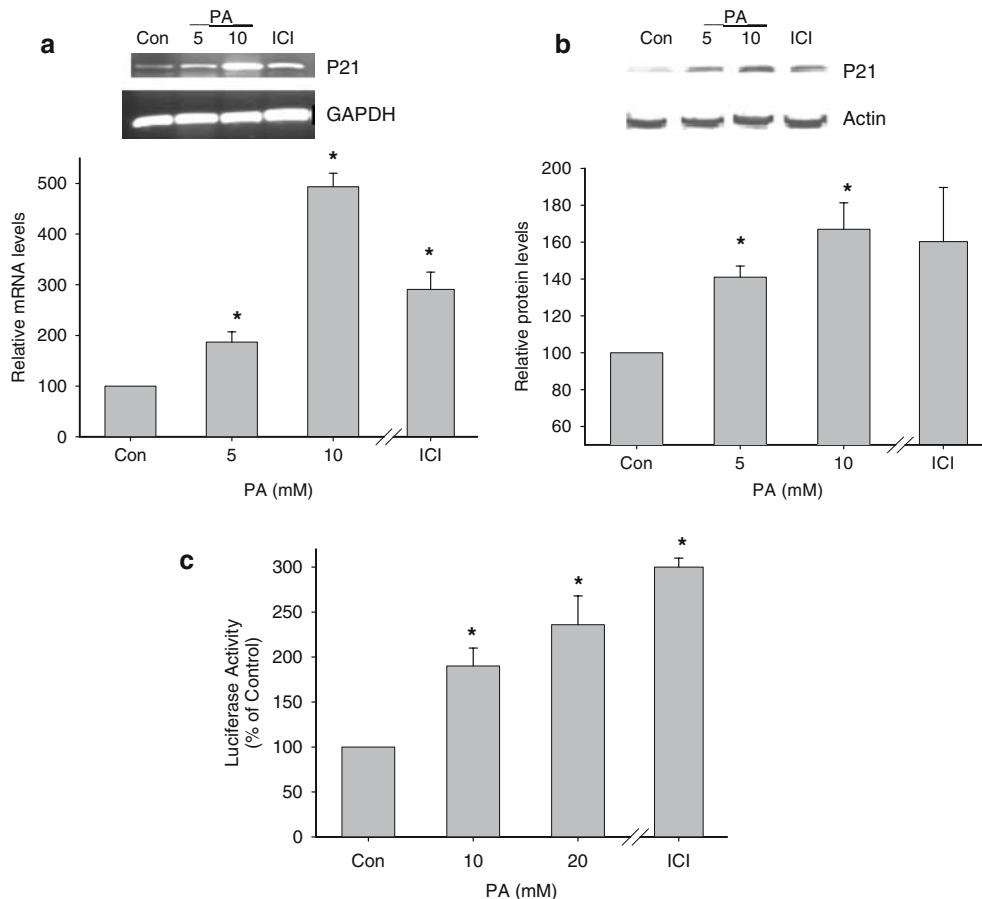 a
PA
Con 5 10 ICI
P21
GAPDH
Relative mRNA levels
500
400
300
200
100
0
* * *
Con 5 10 ICI
PA (mM)
b
PA
Con 5 10 ICI
P21
Actin
Relative protein levels
200
180
160
140
120
100
80
60
* *
Con 5 10 ICI
PA (mM)
c
Luciferase Activity
(% of Control)
300
250
200
150
100
50
0
* * *
Con 10 20 ICI
PA (mM)